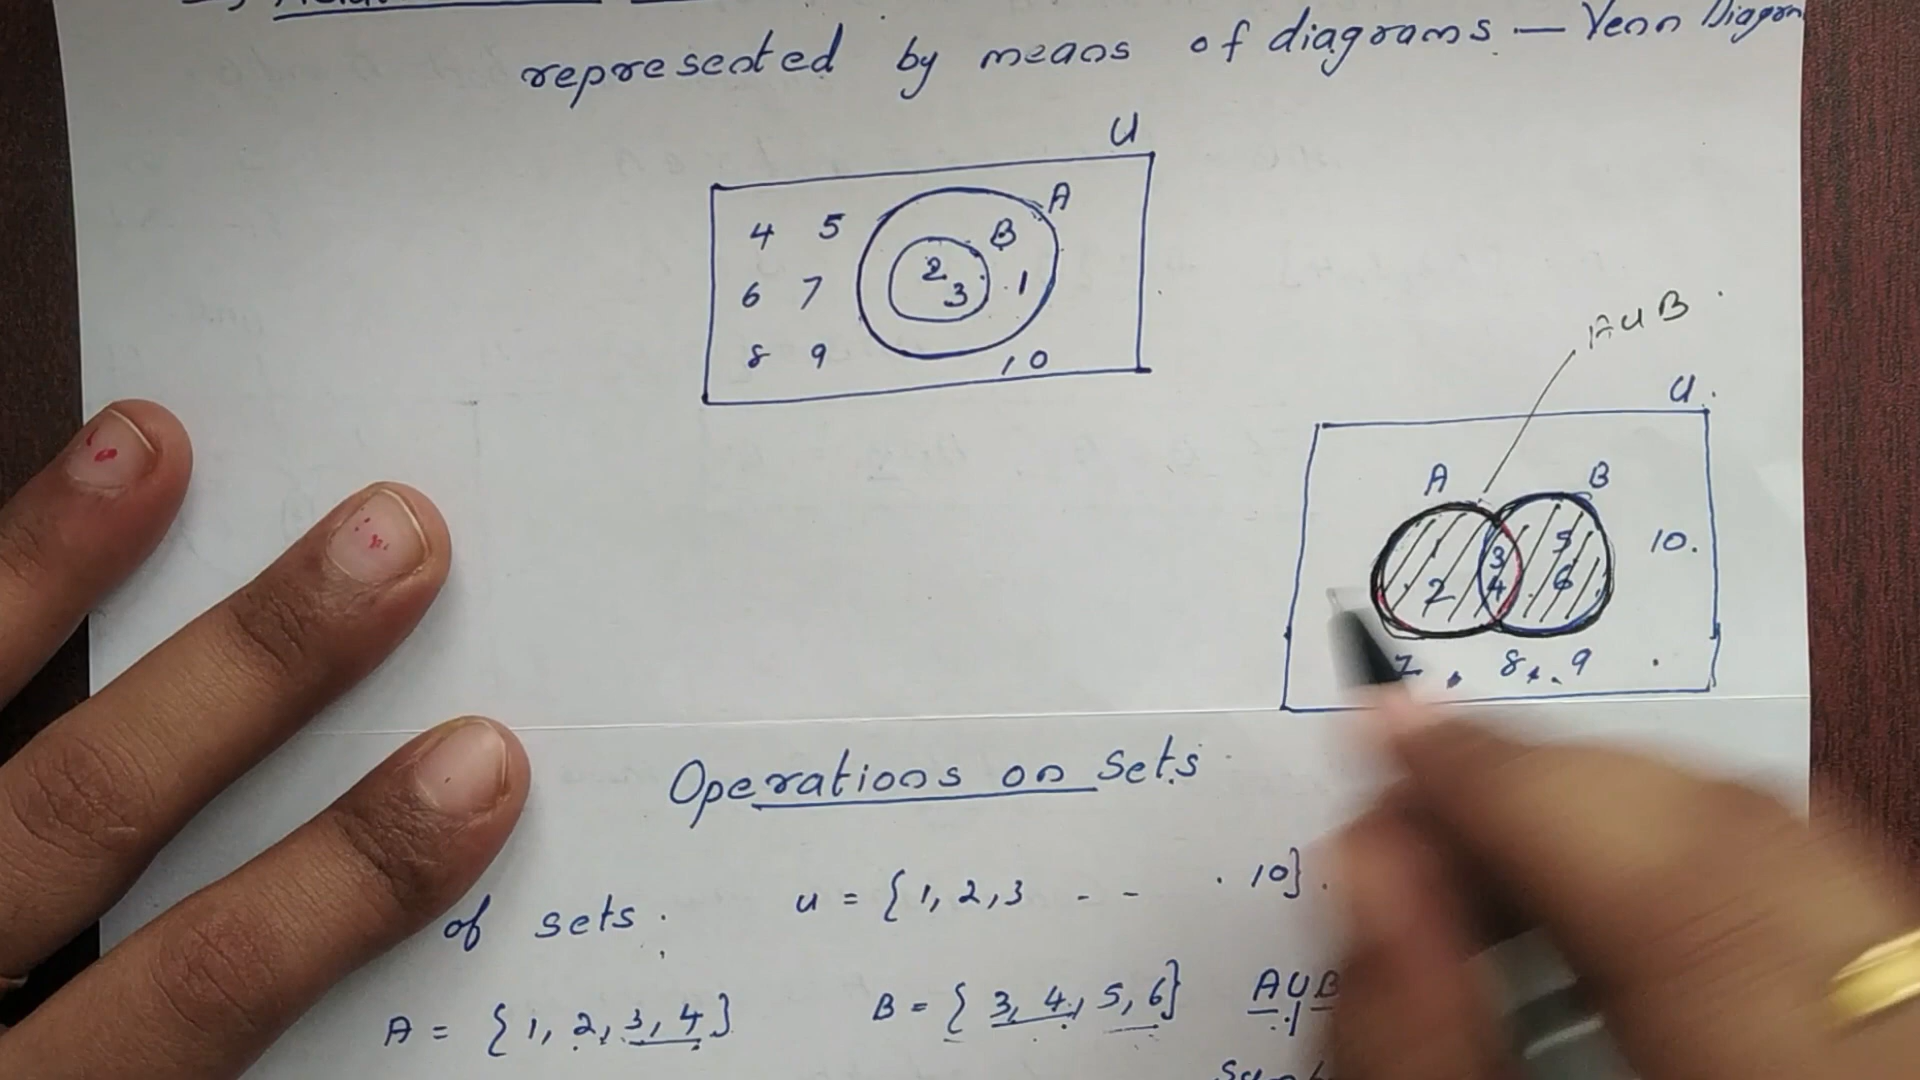 represented by means of diagrams - Venn
U
A
B
4 5
2
3
1
6 7
8 9
10
A U B
U
A B
3
4
5
6
2
10
7 8 9
Operations on Sets
of sets.
U = { 1, 2, 3 - - . 10}.
A = { 1, 2, 3, 4}
B = { 3, 4, 5, 6}
A U B